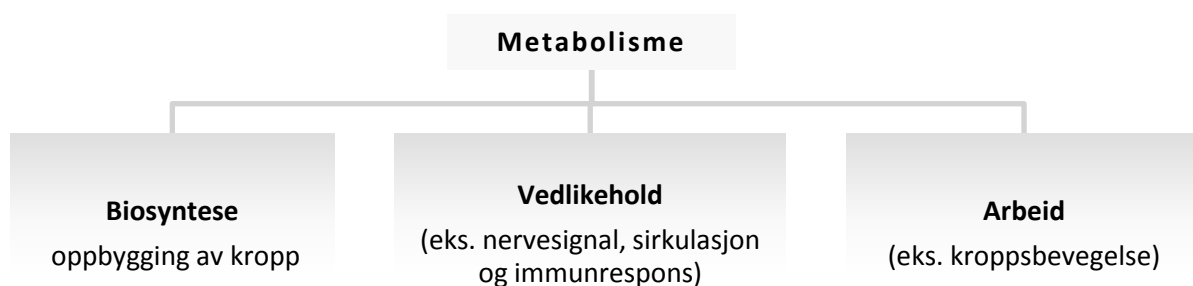 Metabolisme
Biosyntese
oppbygging av kropp
Vedlikehold
(eks. nervesignal, sirkulasjon
og immunrespons)
Arbeid
(eks. kroppsbevegelse)